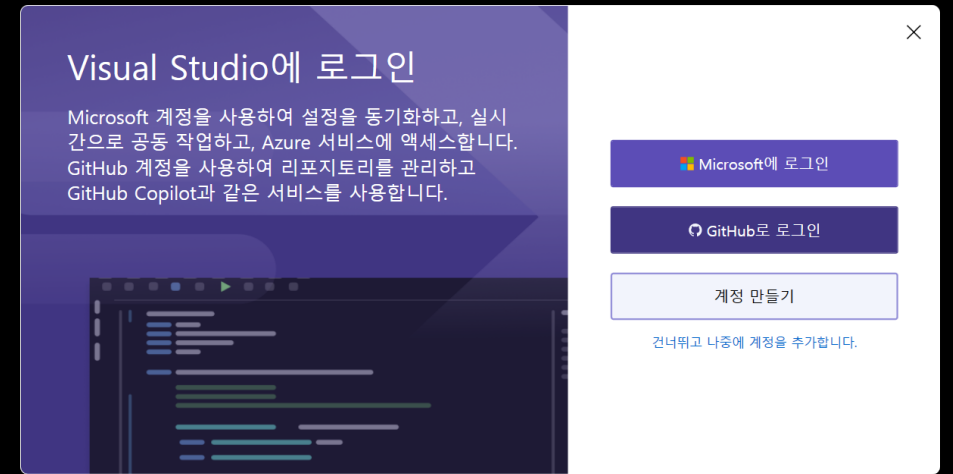 Visual Studio에 로그인
Microsoft 계정을 사용하여 설정을 동기화하고, 실시
간으로 공동 작업하고, Azure 서비스에 액세스합니다.
GitHub 계정을 사용하여 리포지토리를 관리하고
GitHub Copilot과 같은 서비스를 사용합니다.
Microsoft에 로그인
GitHub로 로그인
계정 만들기
건너뛰고 나중에 계정을 추가합니다.